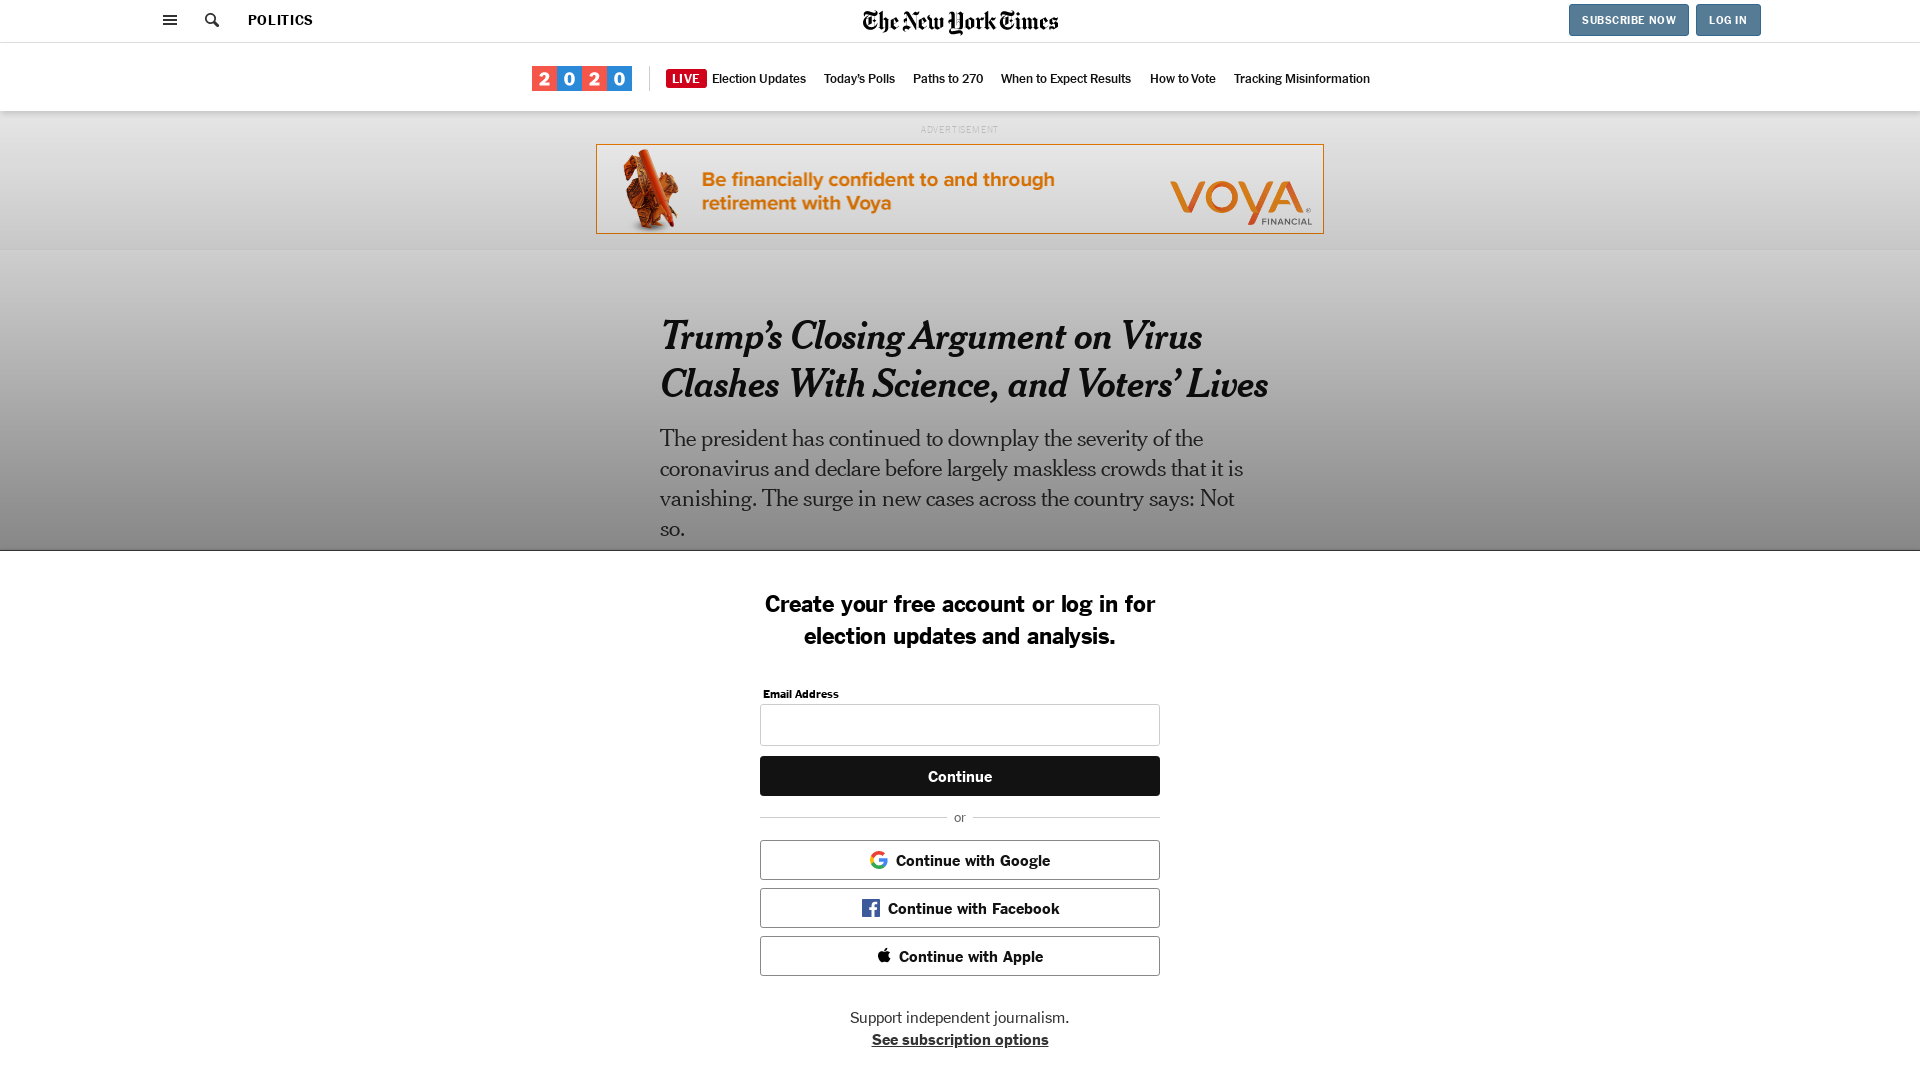 POLITICS
The New York Times
SUBSCRIBE NOW
LOG IN
2020
LIVE Election Updates
Today's Polls
Paths to 270
When to Expect Results
How to Vote
Tracking Misinformation
ADVERTISEMENT
Be financially confident to and through
retirement with Voya
VOYA®
FINANCIAL
Trump’s Closing Argument on Virus
Clashes With Science, and Voters’ Lives
The president has continued to downplay the severity of the
coronavirus and declare before largely maskless crowds that it is
vanishing. The surge in new cases across the country says: Not
so.
Create your free account or log in for
election updates and analysis.
Email Address
Continue
or
Continue with Google
Continue with Facebook
Continue with Apple
Support independent journalism.
See subscription options